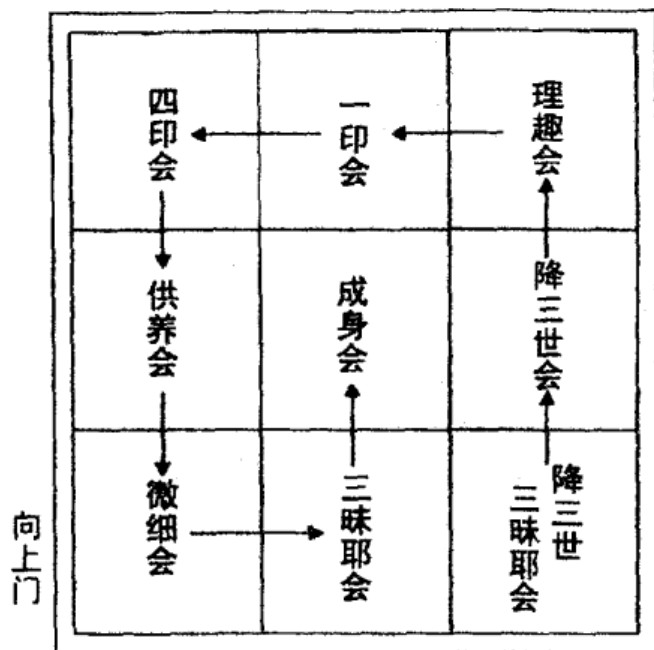 四印会
一印会
理趣会
供养会
成身会
降三世会
微细会
三昧耶会
降三世
三昧耶会
向上门